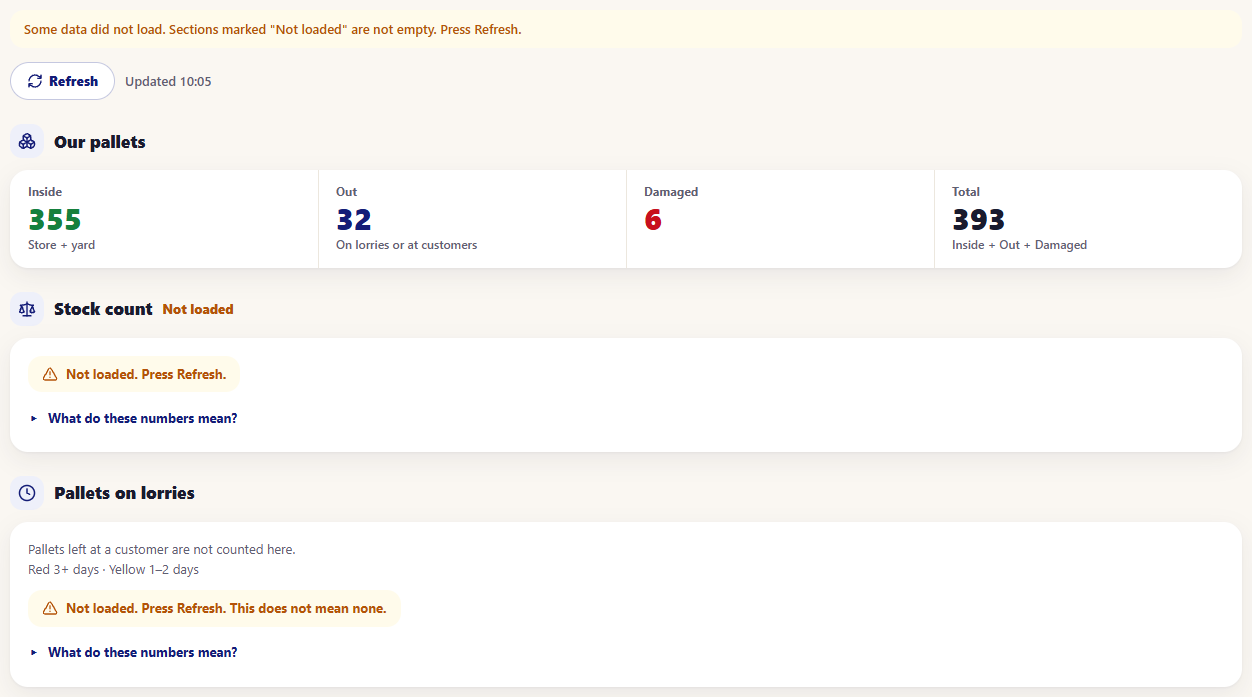 Some data did not load. Sections marked "Not loaded" are not empty. Press Refresh.
Refresh
Updated 10:05
Our pallets
Inside
355
Store + yard
Out
32
On lorries or at customers
Damaged
6
Total
393
Inside + Out + Damaged
Stock count
Not loaded
Not loaded. Press Refresh.
What do these numbers mean?
Pallets on lorries
Pallets left at a customer are not counted here.
Red 3+ days · Yellow 1–2 days
Not loaded. Press Refresh. This does not mean none.
What do these numbers mean?